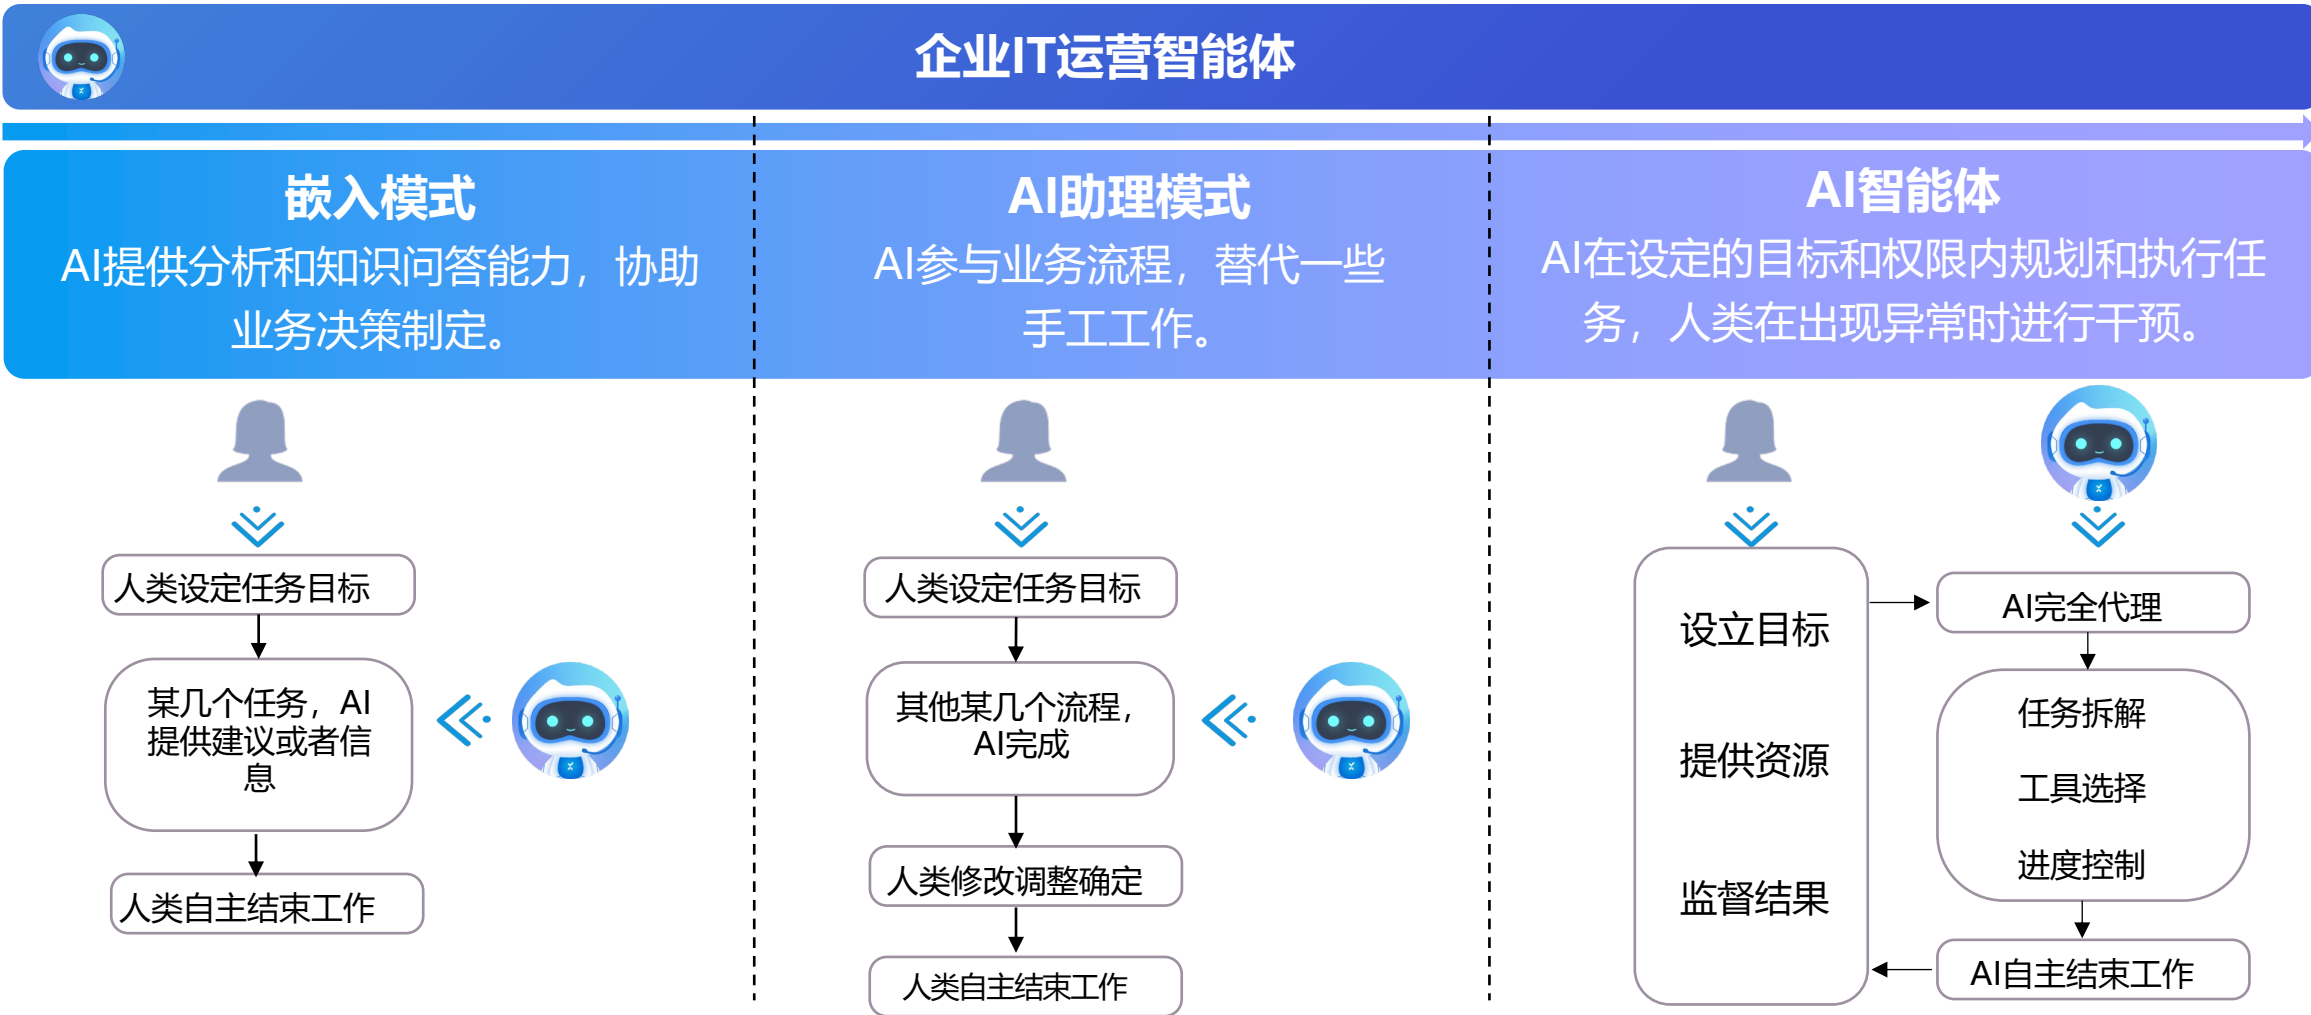 企业IT运营智能体
嵌入模式
AI提供分析和知识问答能力，协助
业务决策制定。
AI助理模式
AI参与业务流程，替代一些
手工工作。
AI智能体
AI在设定的目标和权限内规划和执行任
务，人类在出现异常时进行干预。
人类设定任务目标
某几个任务，AI
提供建议或者信
息
人类自主结束工作
人类设定任务目标
其他某几个流程，
AI完成
人类修改调整确定
人类自主结束工作
设立目标
提供资源
监督结果
AI完全代理
任务拆解
工具选择
进度控制
AI自主结束工作